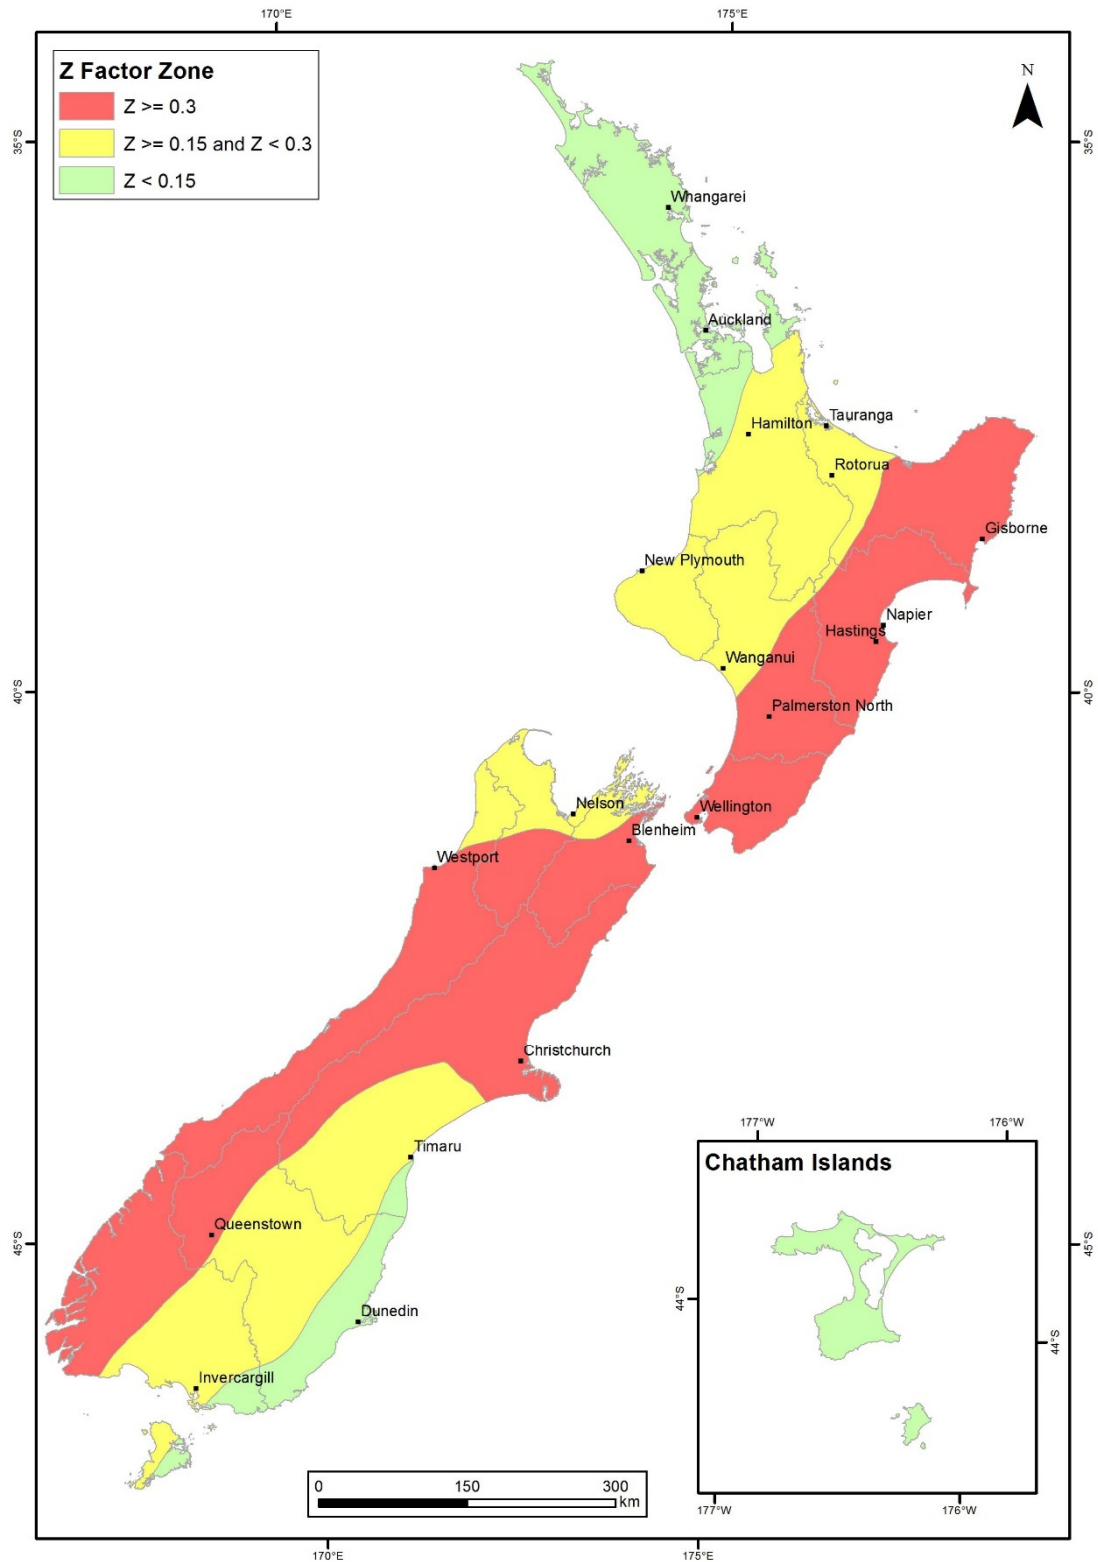 170°E
175°E
Z Factor Zone
Z >= 0.3
Z >= 0.15 and Z < 0.3
Z < 0.15
N
35°S
35°S
Whangarei
Auckland
Hamilton
Tauranga
Rotorua
Gisborne
New Plymouth
Napier
Hastings
Wanganui
40°S
40°S
Palmerston North
Nelson
Wellington
Blenheim
Westport
Christchurch
Timaru
Queenstown
45°S
Dunedin
Invercargill
177°W
176°W
Chatham Islands
45°S
44°S
44°S
177°W
176°W
0
150
300
km
170°E
175°E